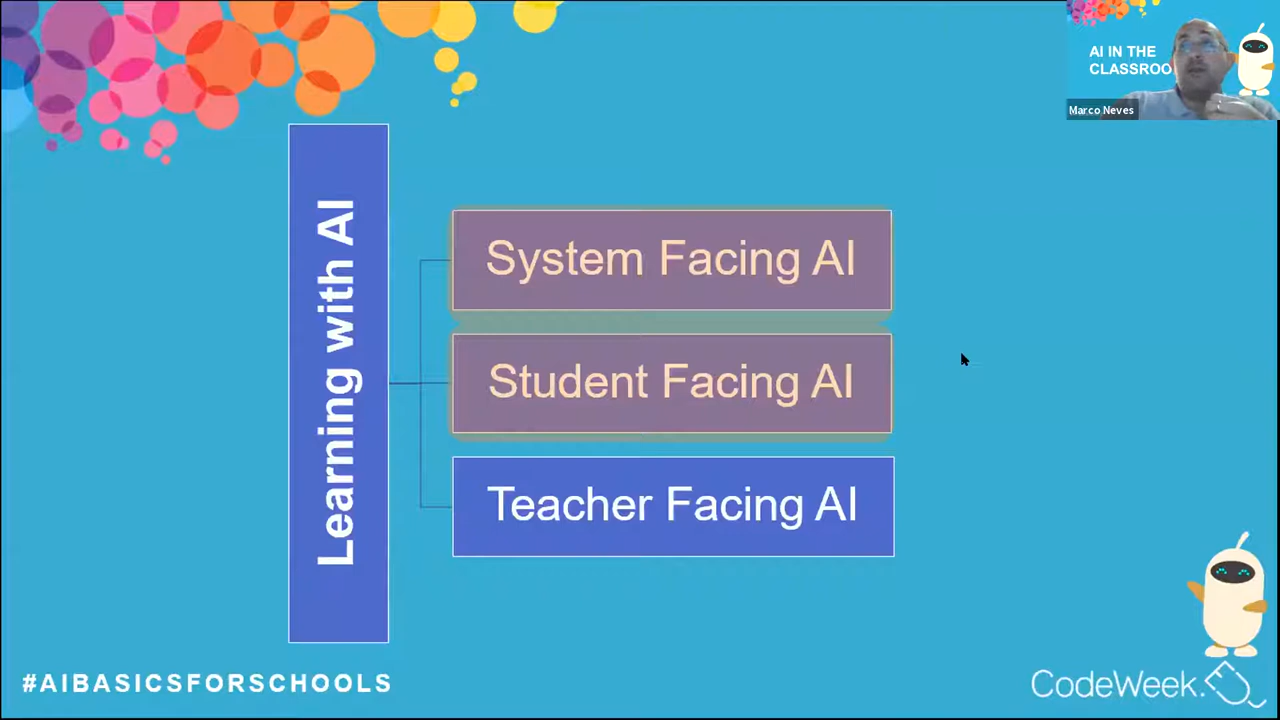 AI IN THE
CLASSROO
Marco Neves
Learning with AI
System Facing AI
Student Facing AI
Teacher Facing AI
#AIBASICSFORSCHOOLS
CodeWeek.